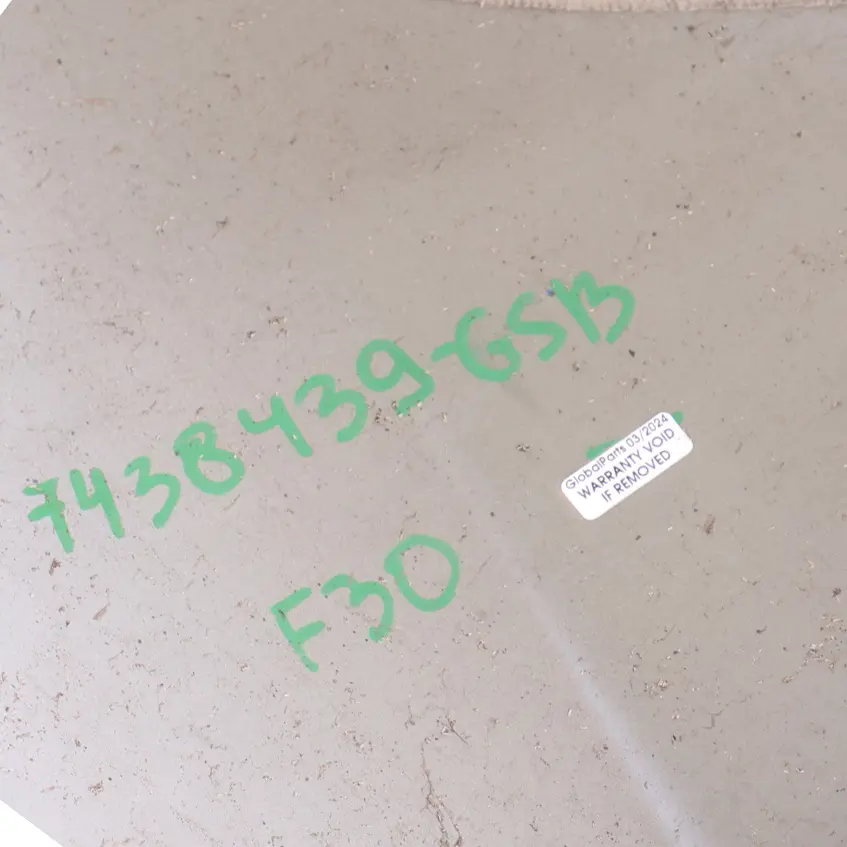 7438439-GSB
F30
GlobalParts 03/2024
WARRANTY VOID
IF REMOVED